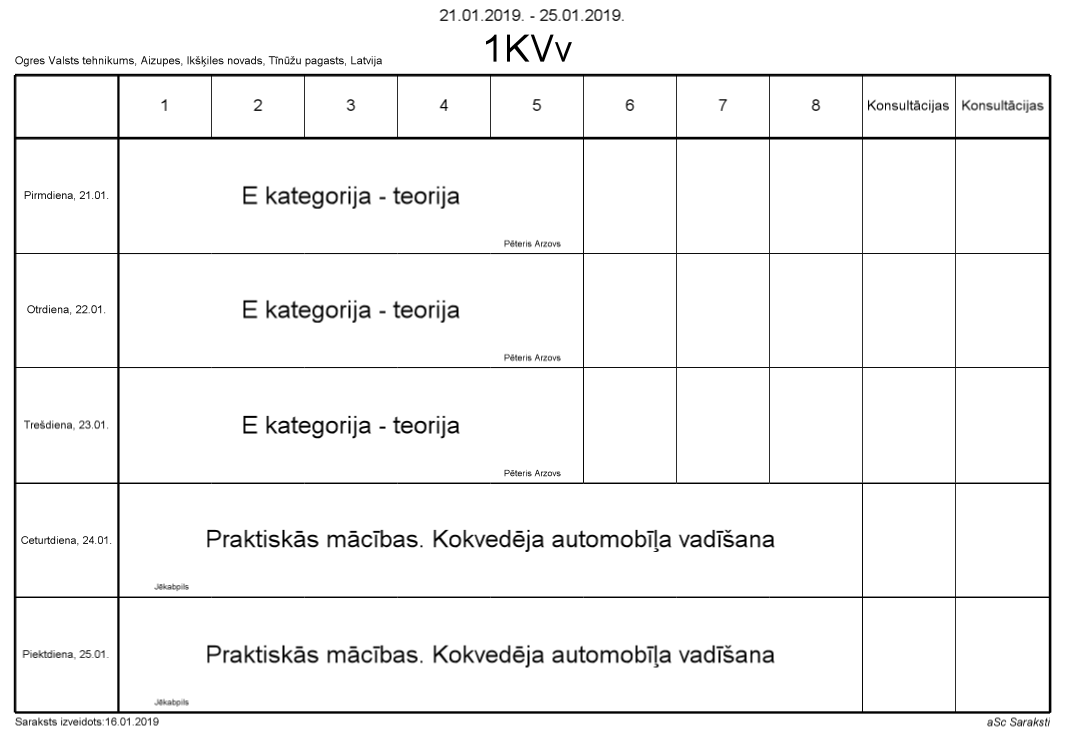 21.01.2019. - 25.01.2019.
1KVv
Ogres Valsts tehnikums, Aizupes, Ikšķiles novads, Tīnūžu pagasts, Latvija
1 2 3 4 5 6 7 8 Konsultācijas Konsultācijas
Pirmdiena, 21.01. E kategorija - teorija
Pēteris Arzovs
Otrdiena, 22.01. E kategorija - teorija
Pēteris Arzovs
Trešdiena, 23.01. E kategorija - teorija
Pēteris Arzovs
Ceturtdiena, 24.01. Praktiskās mācības. Kokvedēja automobīļa vadīšana
Jēkabpils
Piektdiena, 25.01. Praktiskās mācības. Kokvedēja automobīļa vadīšana
Jēkabpils
Saraksts izveidots:16.01.2019 aSc Saraksti